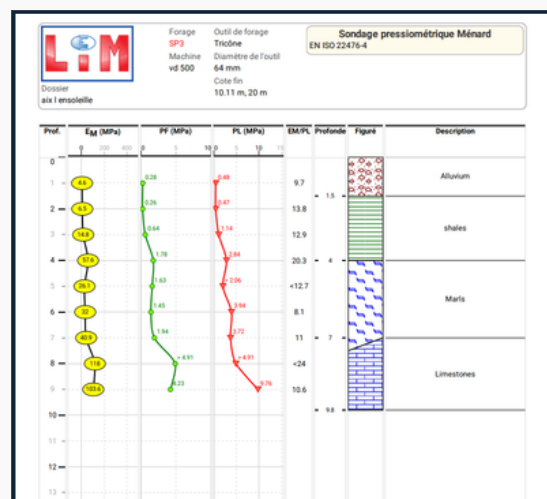 LiM
Dossier
aix l ensoleille
Forage
SP3
Machine
vd 500
Outil de forage
Tricône
Diamètre de l'outil
64 mm
Cote fin
10.11 m, 20 m
Sondage pressiométrique Ménard
EN ISO 22476-4
Prof. EM (MPa) PF (MPa) PL (MPa) EM/PL Profonde Figuré Description
0 200 400 0 5 10 0 5 10 15
0
1 4.6 0.28 0.48 9.7 Alluvium
1.5
2 6.5 0.26 0.47 13.8
shales
3 14.8 0.64 1.14 12.9
4 57.6 1.78 2.84 20.3 4
5 26.1 1.63 > 2.06 <12.7
Marls
6 32 1.45 3.94 8.1
7 40.9 1.94 3.72 11 7
8 118 > 4.91 > 4.91 <24
Limestones
9 103.6 4.23 9.76 10.6
9.8
10
11
12
13